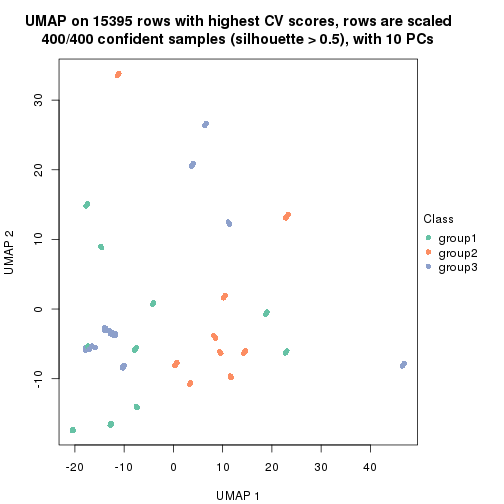 UMAP on 15395 rows with highest CV scores, rows are scaled
400/400 confident samples (silhouette > 0.5), with 10 PCs
30
20
10
0
-10
UMAP 2
-20
-10
0
10
20
30
40
UMAP 1
Class
group1
group2
group3